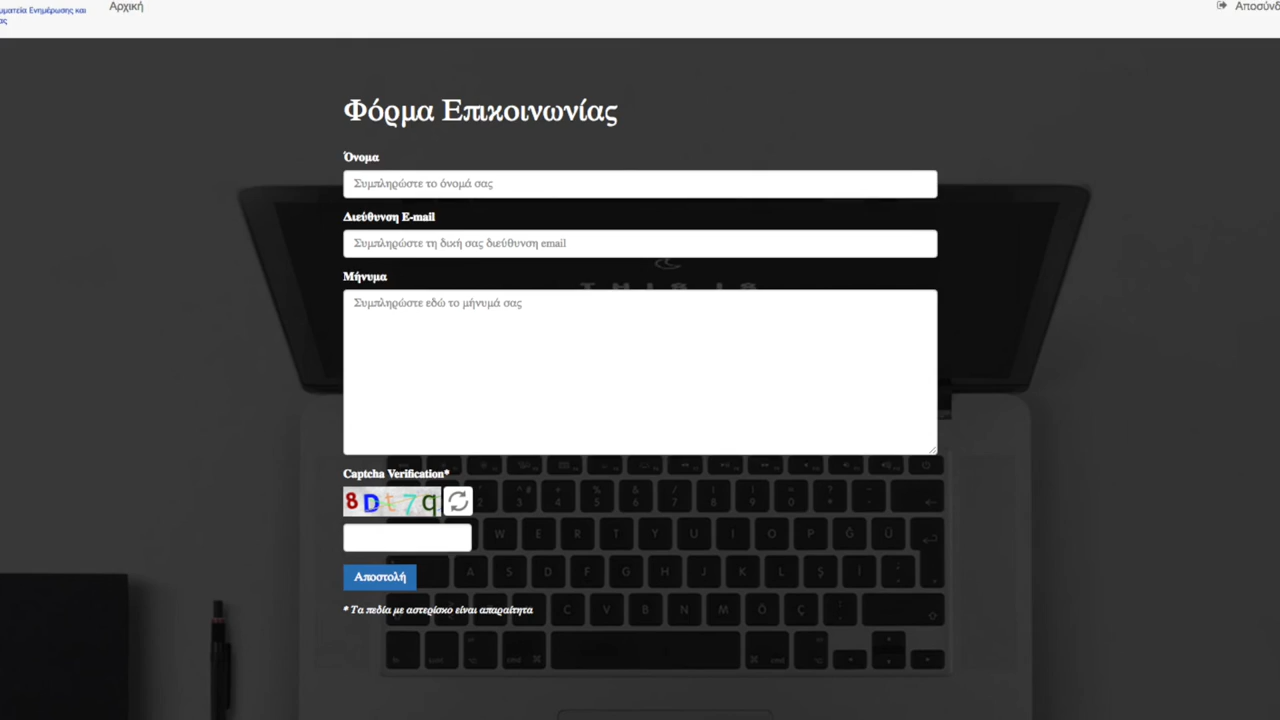 Αρχική
Φόρμα Επικοινωνίας
Όνομα
Συμπληρώστε το όνομά σας
Διεύθυνση E-mail
Συμπληρώστε τη δική σας διεύθυνση email
Μήνυμα
Συμπληρώστε εδώ το μήνυμά σας
Captcha Verification*
8Dt7q
Αποστολή
* Τα πεδία με αστερίσκο είναι απαραίτητα